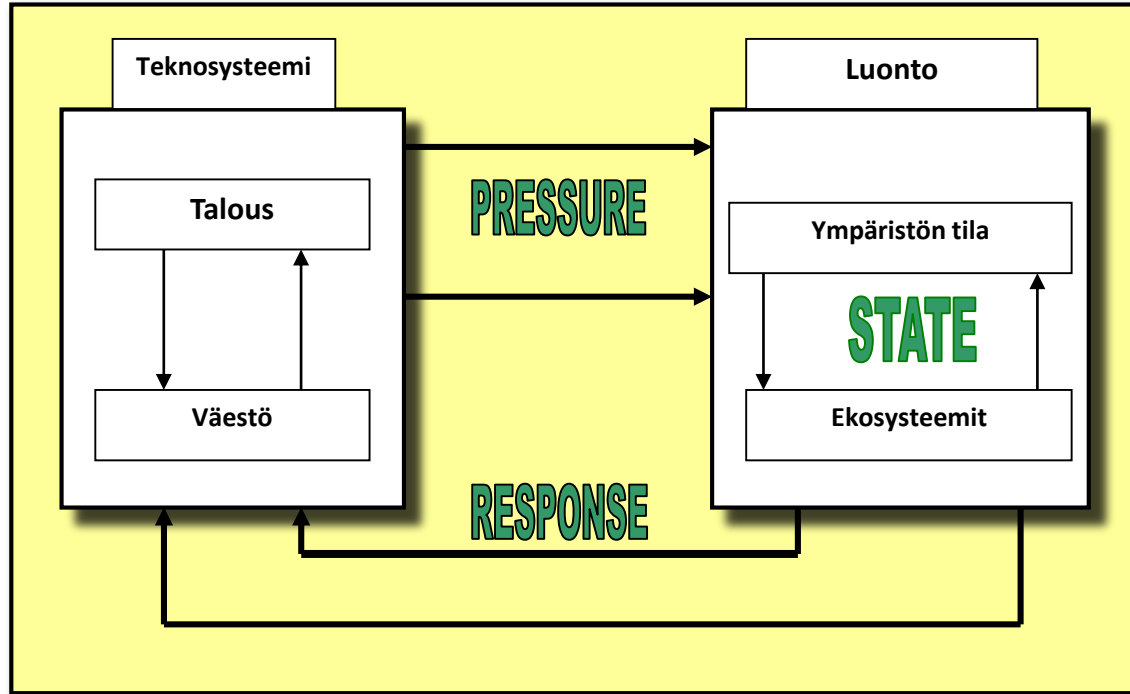 Teknosysteemi
Luonto
Talous
PRESSURE
Ympäristön tila
STATE
Väestö
Ekosysteemit
RESPONSE